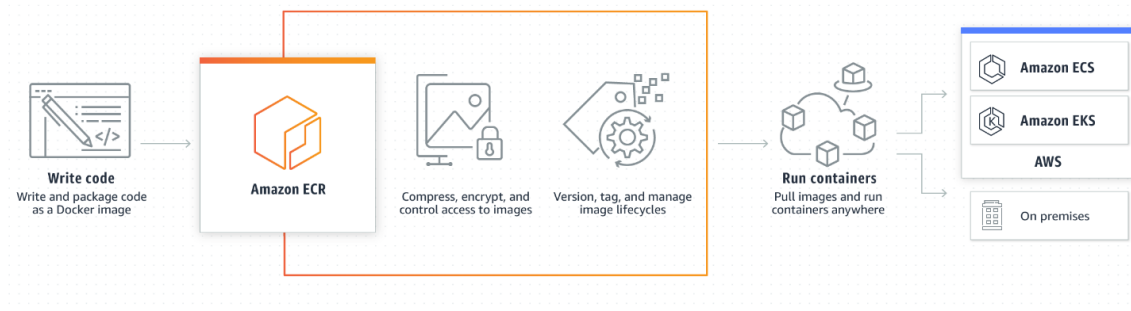 </>
Write code
Write and package code
as a Docker image
Amazon ECR
Compress, encrypt, and
control access to images
Version, tag, and manage
image lifecycles
Run containers
Pull images and run
containers anywhere
Amazon ECS
K
Amazon EKS
AWS
On premises